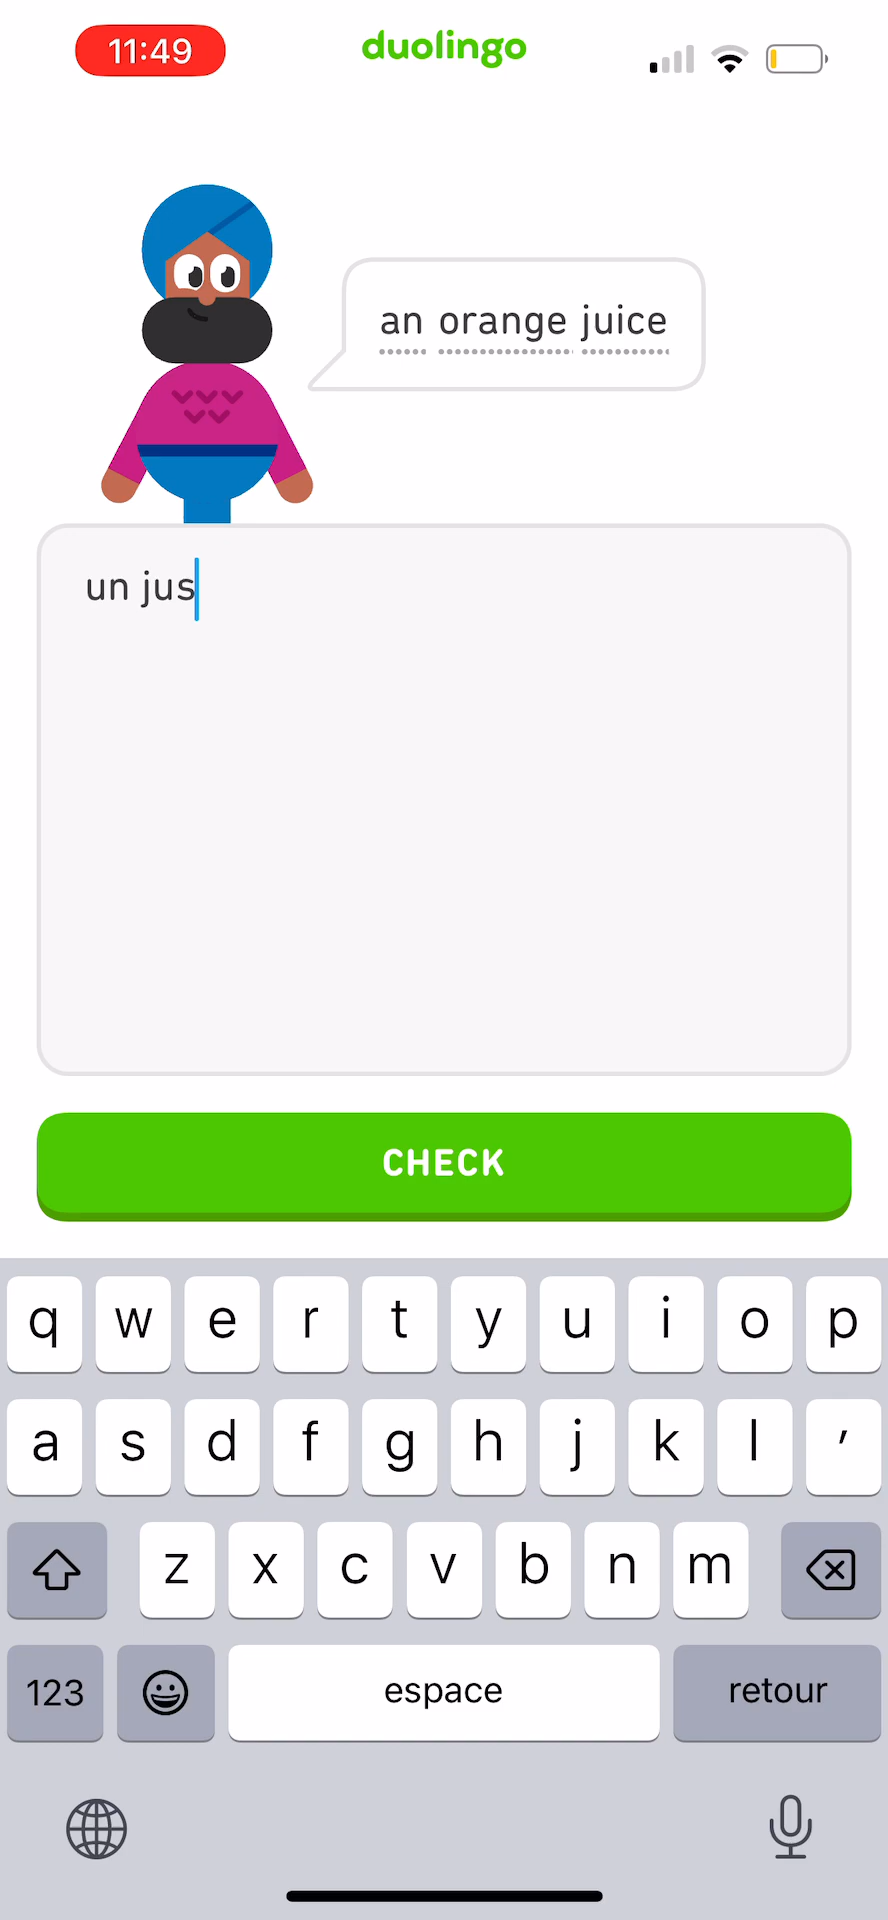 11:49
duolingo
an orange juice
un jus
CHECK
q w e r t y u i o p
a s d f g h j k l ′
z x c v b n m
123 espace retour